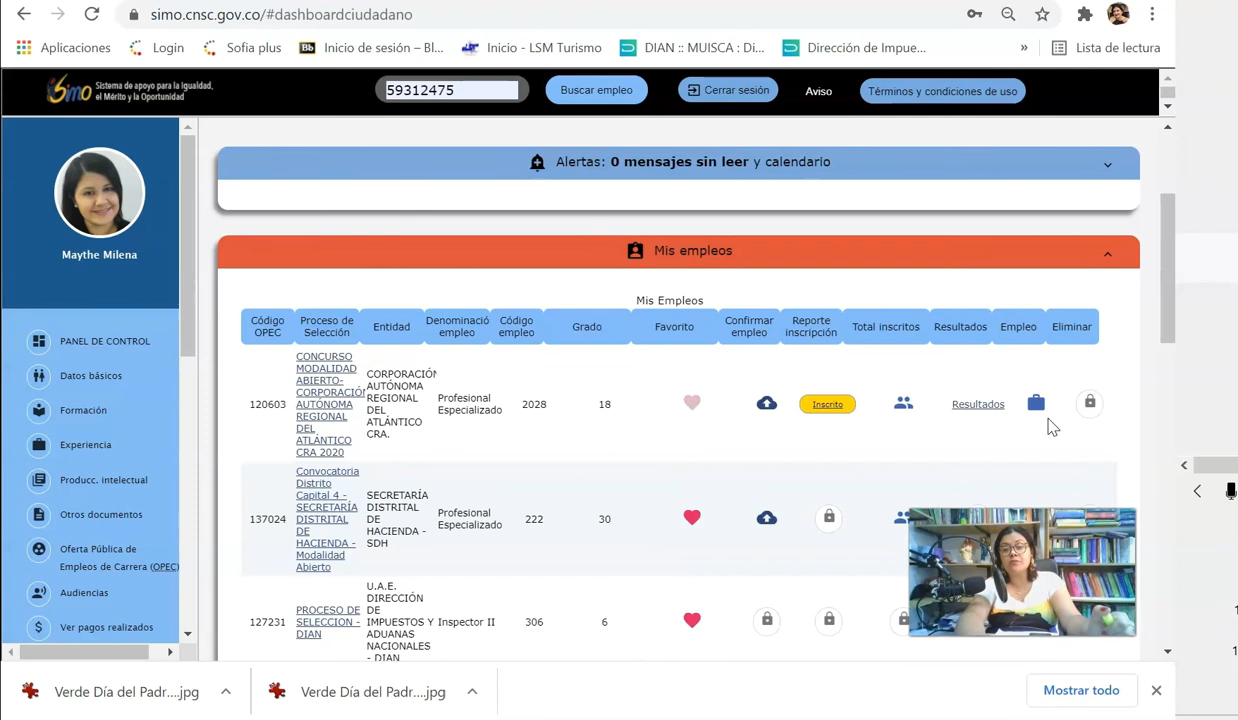 simo.cnsc.gov.co/#dashboardciudadano
Aplicaciones Login Sofia plus Bb Inicio de sesión – Bl... Inicio - LSM Turismo DIAN :: MUISCA : Di... Dirección de Impue... » Lista de lectura
simo Sistema de apoyo para la Igualdad,
el Mérito y la Oportunidad
59312475 Buscar empleo Cerrar sesión Aviso Términos y condiciones de uso
Alertas: 0 mensajes sin leer y calendario
Maythe Milena
Mis empleos
Mis Empleos
Código OPEC
Proceso de Selección
Entidad
Denominació empleo
Código empleo
Grado
Favorito
Confirmar empleo
Reporte inscripción
Total inscritos
Resultados
Empleo
Eliminar
120603
CONCURSO
MODALIDAD
ABIERTO-
CORPORACIÓN
AUTÓNOMA
REGIONAL
DEL
ATLÁNTICO
CRA 2020
CORPORACIÓN
AUTÓNOMA
REGIONAL
DEL
ATLÁNTICO
CRA.
Profesional
Especializado
2028
18
Inscrito
Resultados
137024
Convocatoria
Distrito
Capital 4 -
SECRETARÍA
DISTRITAL
DE
HACIENDA -
Modalidad
Abierto
SECRETARÍA
DISTRITAL
DE
HACIENDA -
SDH
Profesional
Especializado
222
30
127231
PROCESO DE
SELECCION -
DIAN
U.A.E.
DIRECCIÓN
DE
IMPUESTOS Y
ADUANAS
NACIONALES
- DIAN
Inspector II
306
6
PANEL DE CONTROL
Datos básicos
Formación
Experiencia
Producc. intelectual
Otros documentos
Oferta Pública de
Empleos de Carrera (OPEC)
Audiencias
$ Ver pagos realizados
Verde Día del Padr....jpg
Verde Día del Padr....jpg
Mostrar todo